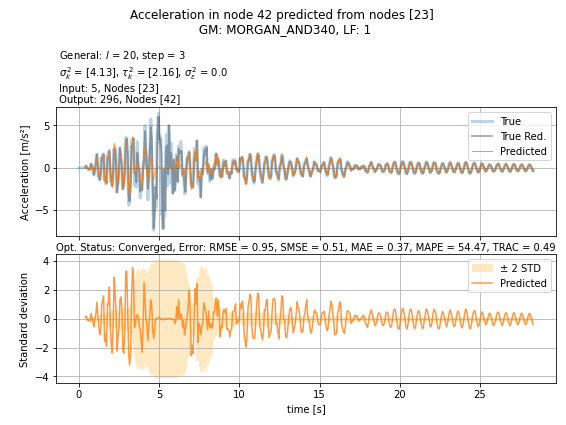 Acceleration in node 42 predicted from nodes [23]
GM: MORGAN_AND340, LF: 1
General: l = 20, step = 3
σ²ₖ = [4.13], τ²ₖ = [2.16], σ²ε = 0.0
Input: 5, Nodes [23]
Output: 296, Nodes [42]
True
True Red.
Predicted
5
0
−5
Acceleration [m/s²]
Opt. Status: Converged, Error: RMSE = 0.95, SMSE = 0.51, MAE = 0.37, MAPE = 54.47, TRAC = 0.49
± 2 STD
Predicted
4
2
0
−2
−4
Standard deviation
0 5 10 15 20 25
time [s]